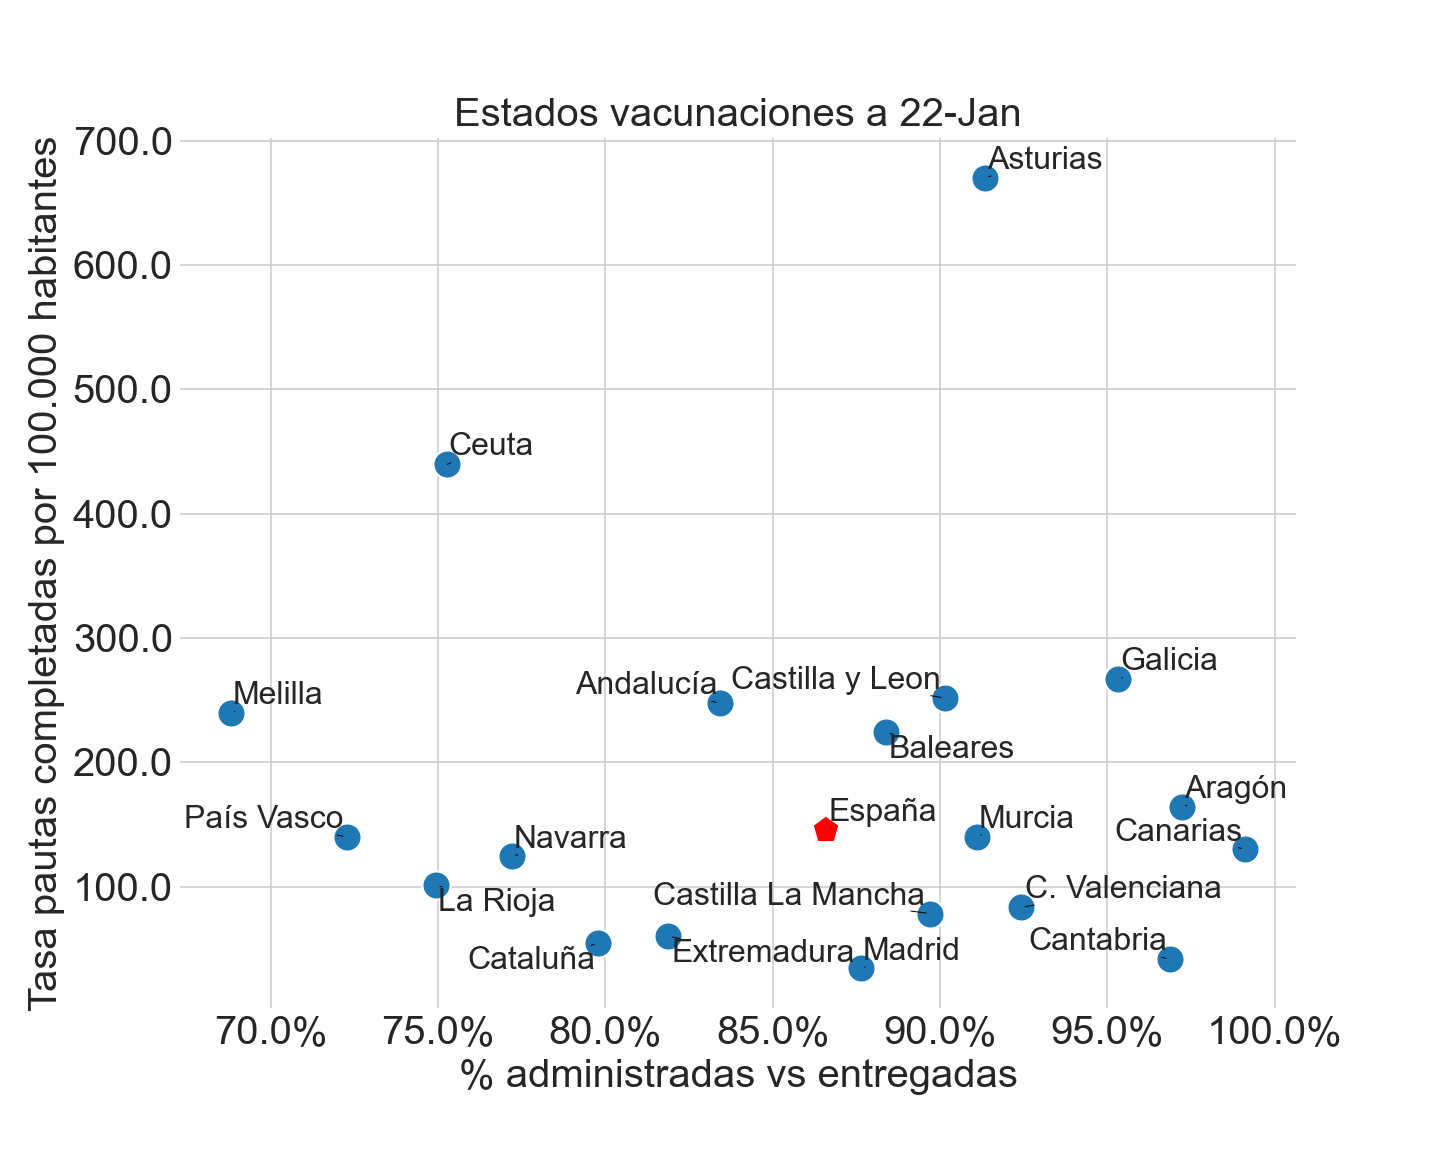 Estados vacunaciones a 22-Jan
Tasa pautas completadas por 100.000 habitantes
700.0
600.0
500.0
400.0
300.0
200.0
100.0
Asturias
Ceuta
Galicia
Castilla y Leon
Andalucía
Melilla
Baleares
Aragón
España
País Vasco
Murcia
Canarias
Navarra
C. Valenciana
Castilla La Mancha
La Rioja
Cantabria
Madrid
Extremadura
Cataluña
70.0%
75.0%
80.0%
85.0%
90.0%
95.0%
100.0%
% administradas vs entregadas